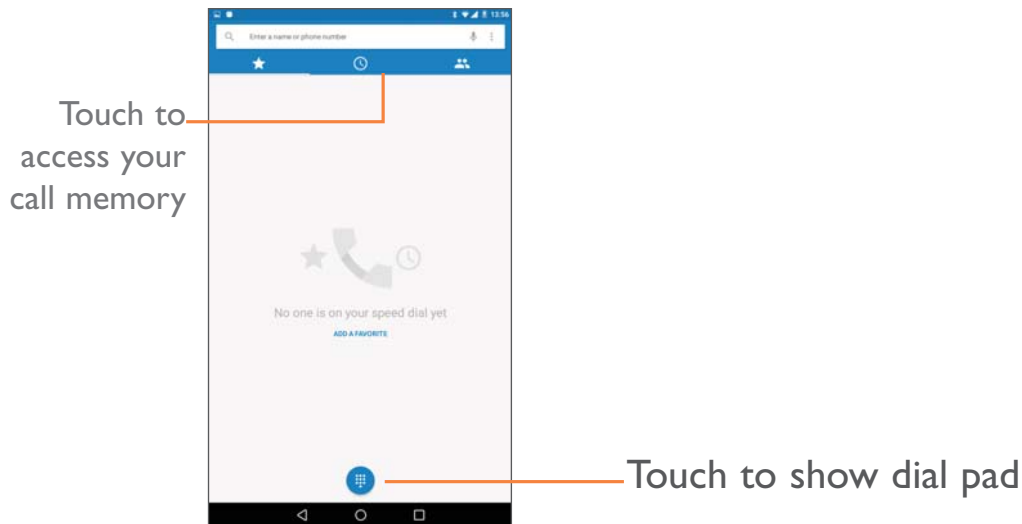 13:56
Enter a name or phone number
Touch to
access your
call memory
No one is on your speed dial yet
ADD A FAVORITE
Touch to show dial pad